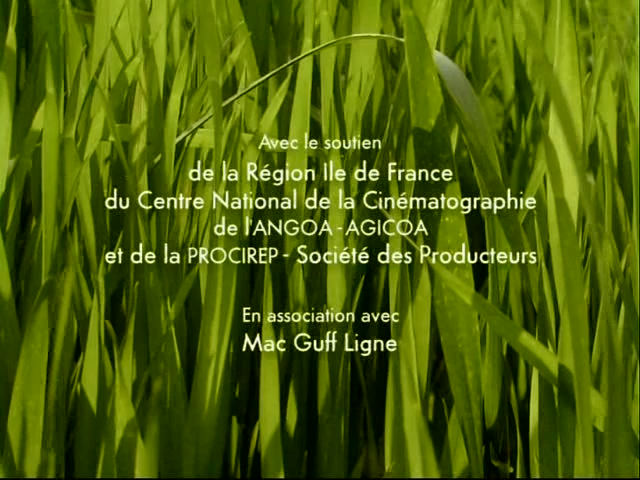 Avec le soutien
de la Région Ile de France
du Centre National de la Cinématographie
de l'ANGOA - AGICOA
et de la PROCIREP - Société des Producteurs
En association avec
Mac Guff Ligne